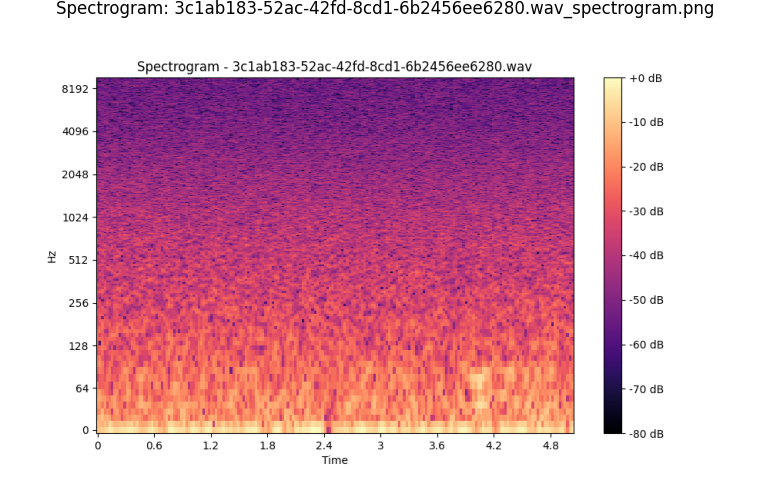 Spectrogram: 3c1ab183-52ac-42fd-8cd1-6b2456ee6280.wav_spectrogram.png
Spectrogram - 3c1ab183-52ac-42fd-8cd1-6b2456ee6280.wav
8192
4096
2048
1024
512
256
128
64
0
Hz
0
0.6
1.2
1.8
2.4
3
3.6
4.2
4.8
Time
+0 dB
-10 dB
-20 dB
-30 dB
-40 dB
-50 dB
-60 dB
-70 dB
-80 dB